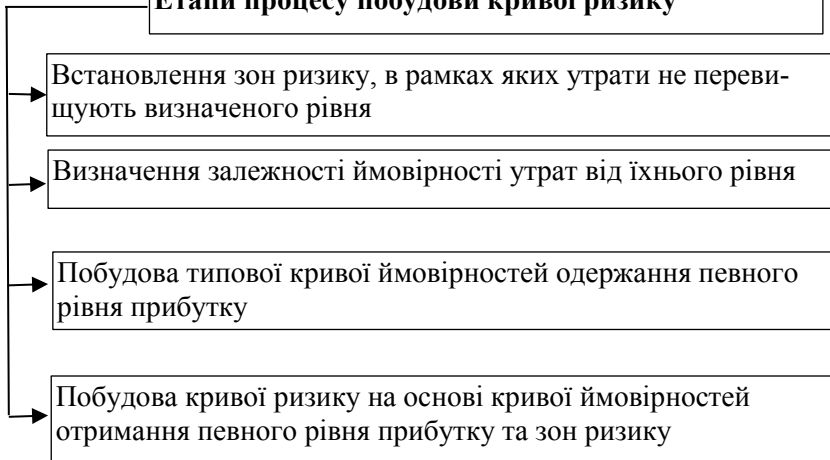 Етапи процесу побудови кривої ризику
Встановлення зон ризику, в рамках яких утрати не переви-
щують визначеного рівня
Визначення залежності ймовірності утрат від їхнього рівня
Побудова типової кривої ймовірностей одержання певного
рівня прибутку
Побудова кривої ризику на основі кривої ймовірностей
отримання певного рівня прибутку та зон ризику